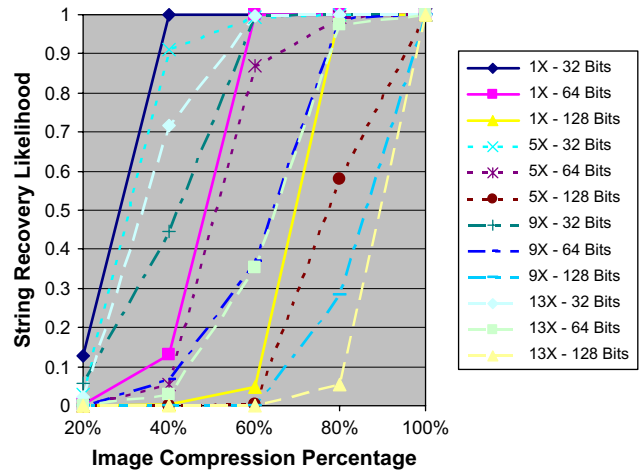 1
0.9
0.8
0.7
0.6
0.5
0.4
0.3
0.2
0.1
0
String Recovery Likelihood
20% 40% 60% 80% 100%
Image Compression Percentage
1X - 32 Bits
1X - 64 Bits
1X - 128 Bits
5X - 32 Bits
5X - 64 Bits
5X - 128 Bits
9X - 32 Bits
9X - 64 Bits
9X - 128 Bits
13X - 32 Bits
13X - 64 Bits
13X - 128 Bits